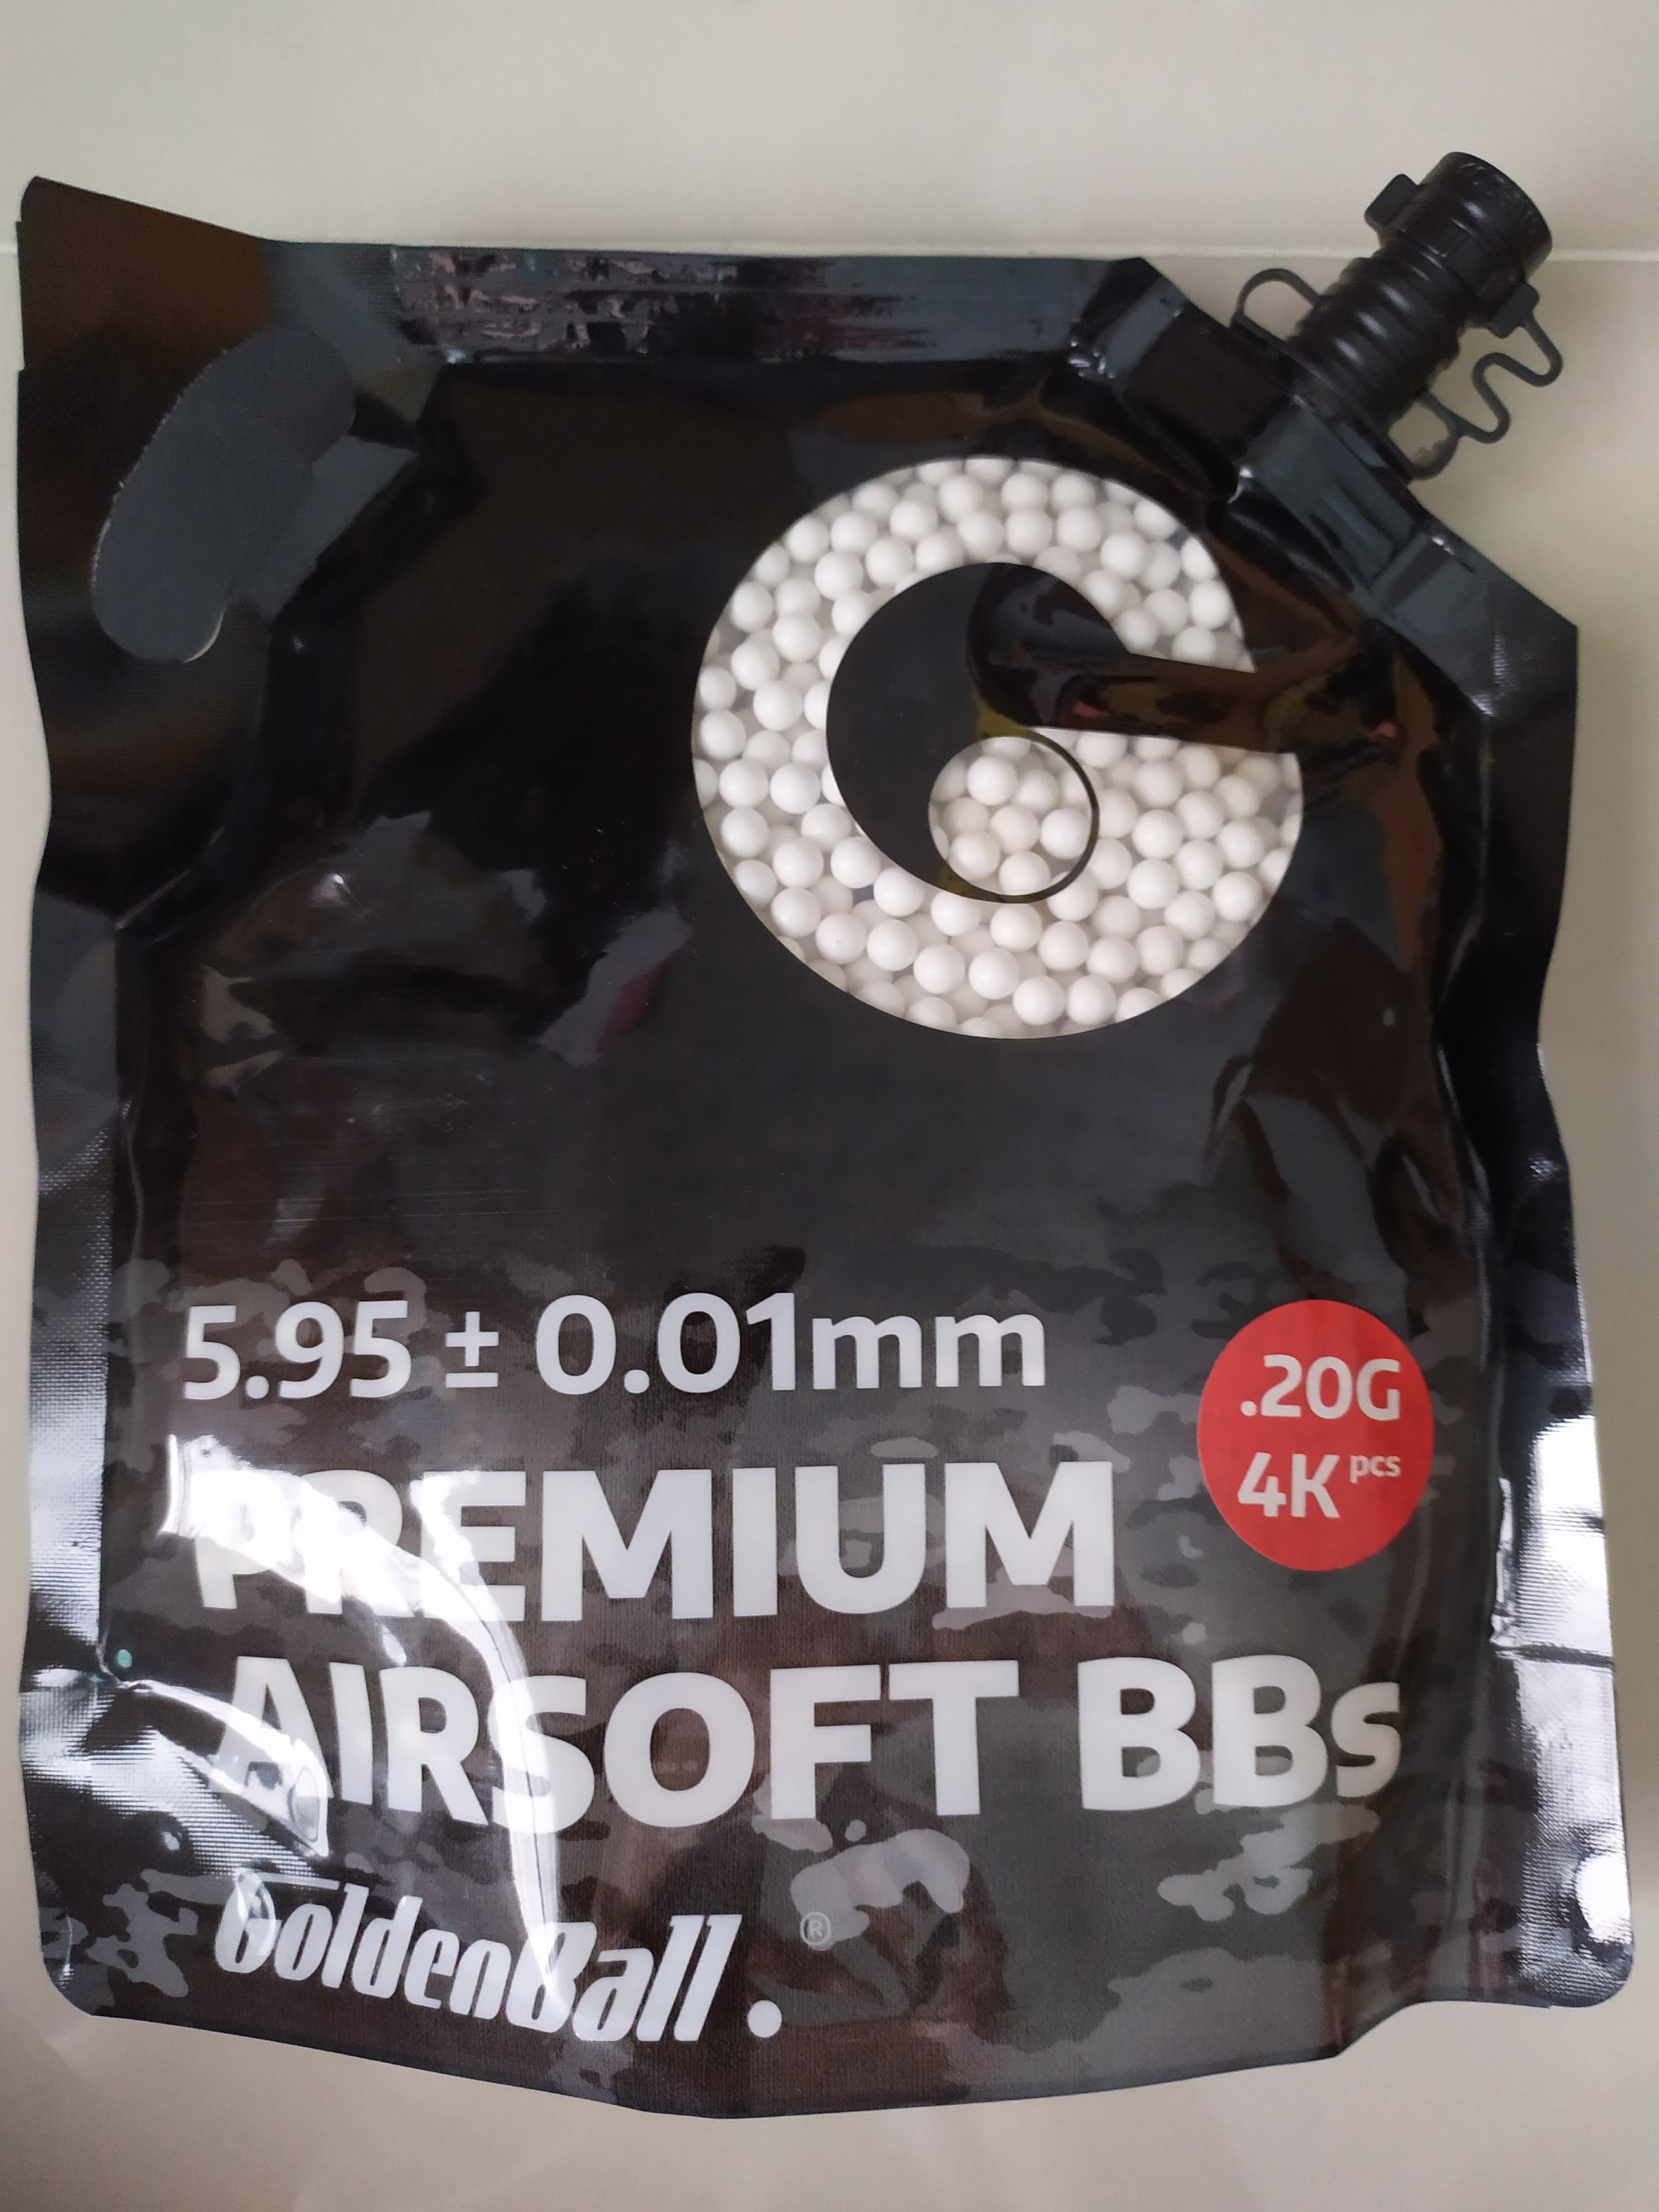 5.95 ± 0.01mm
.20G
4K pcs
PREMIUM
AIRSOFT BBs
GoldenBall. ®